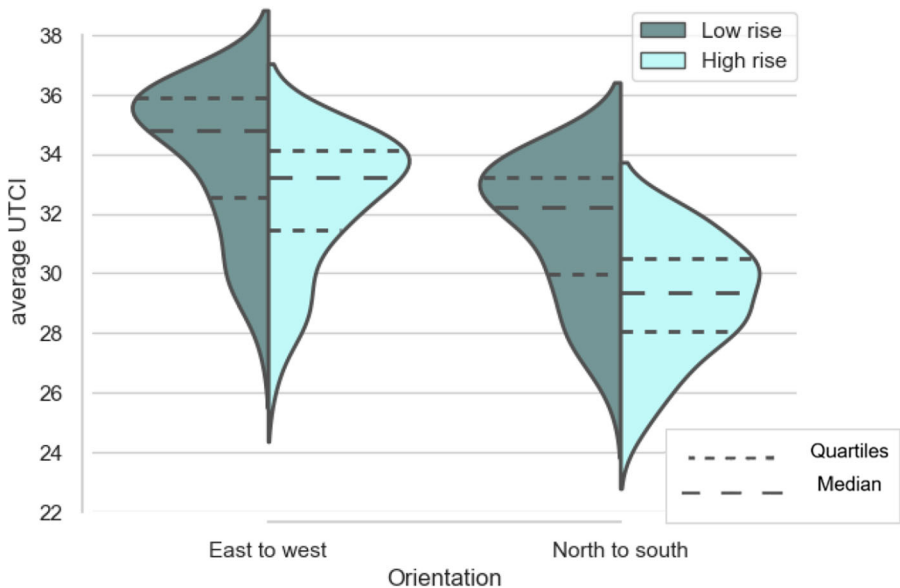 Low rise
High rise
38
36
34
32
30
28
26
24
22
average UTCI
Quartiles
Median
East to west
North to south
Orientation